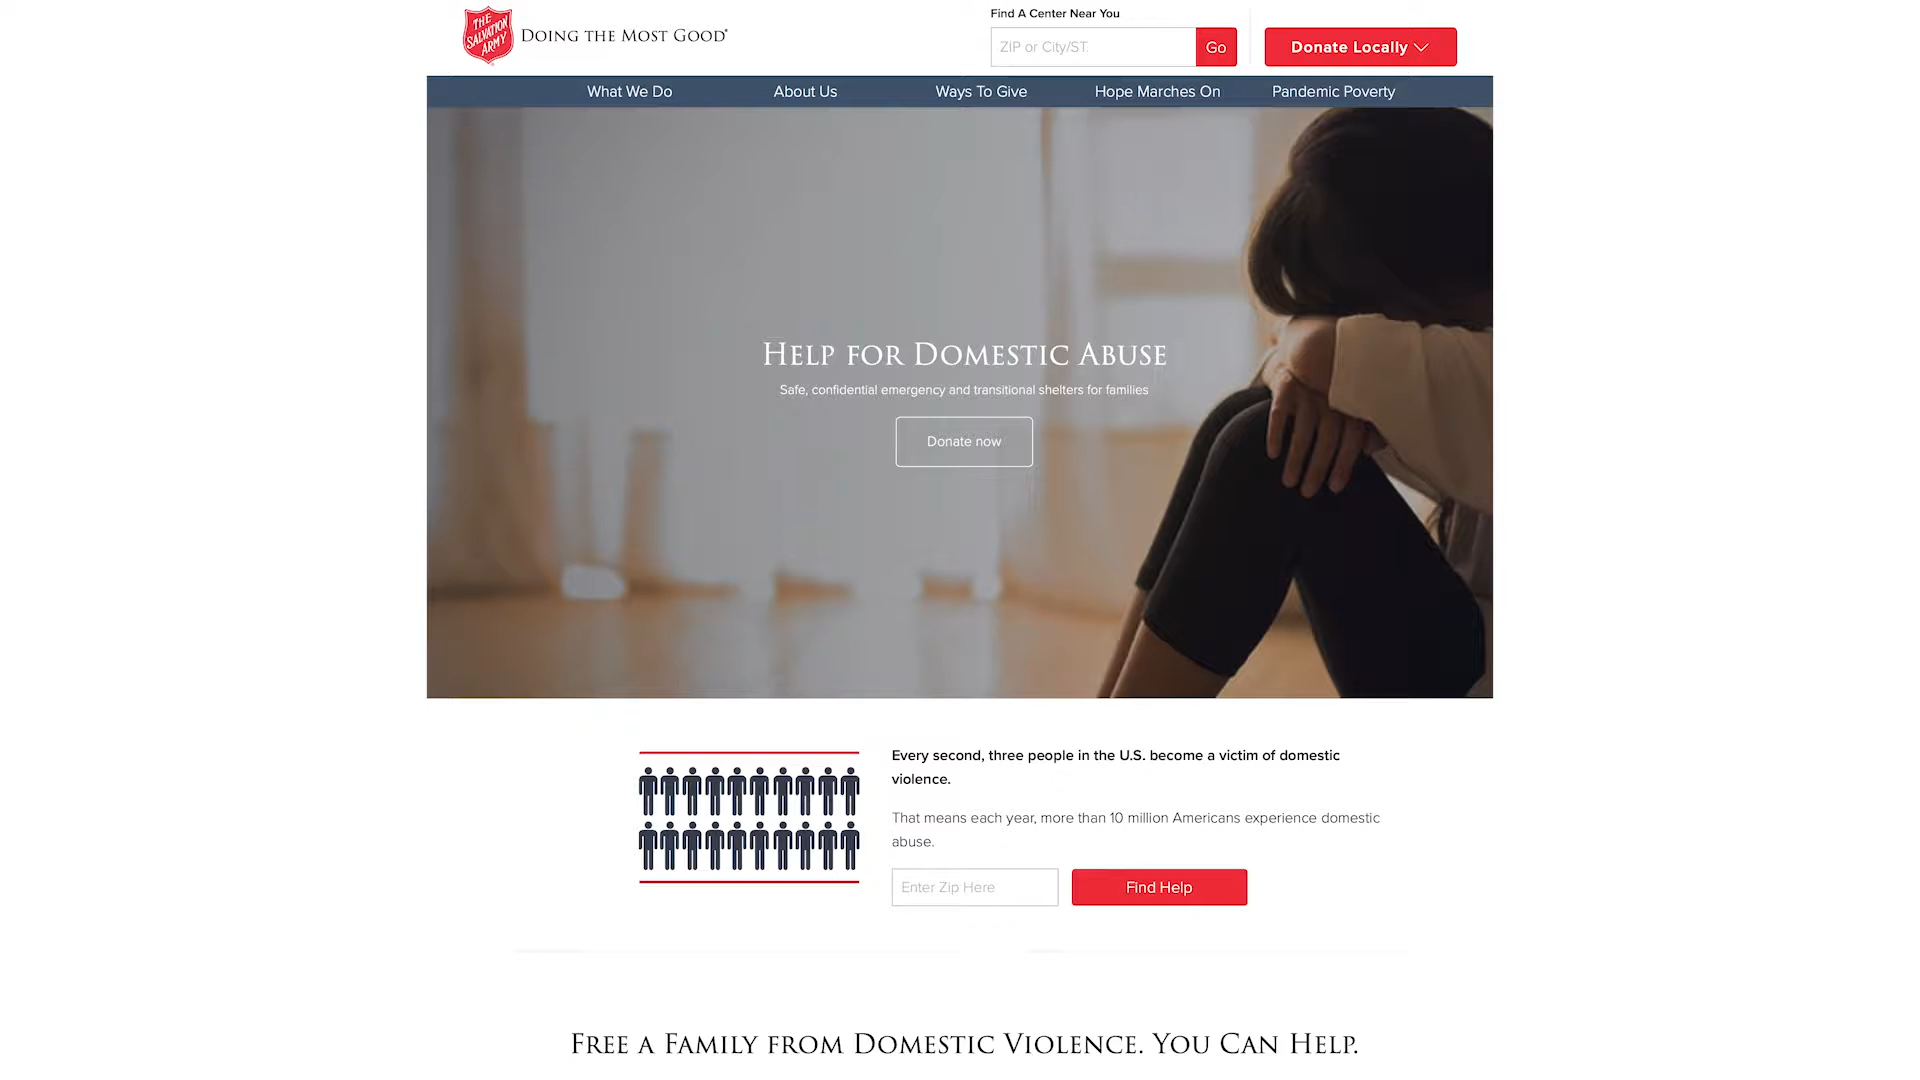 THE
SALVATION
ARMY
DOING THE MOST GOOD®
Find A Center Near You
ZIP or City/ST.
Go
Donate Locally
What We Do
About Us
Ways To Give
Hope Marches On
Pandemic Poverty
HELP FOR DOMESTIC ABUSE
Safe, confidential emergency and transitional shelters for families
Donate now
Every second, three people in the U.S. become a victim of domestic
violence.
That means each year, more than 10 million Americans experience domestic
abuse.
Enter Zip Here
Find Help
FREE A FAMILY FROM DOMESTIC VIOLENCE. YOU CAN HELP.